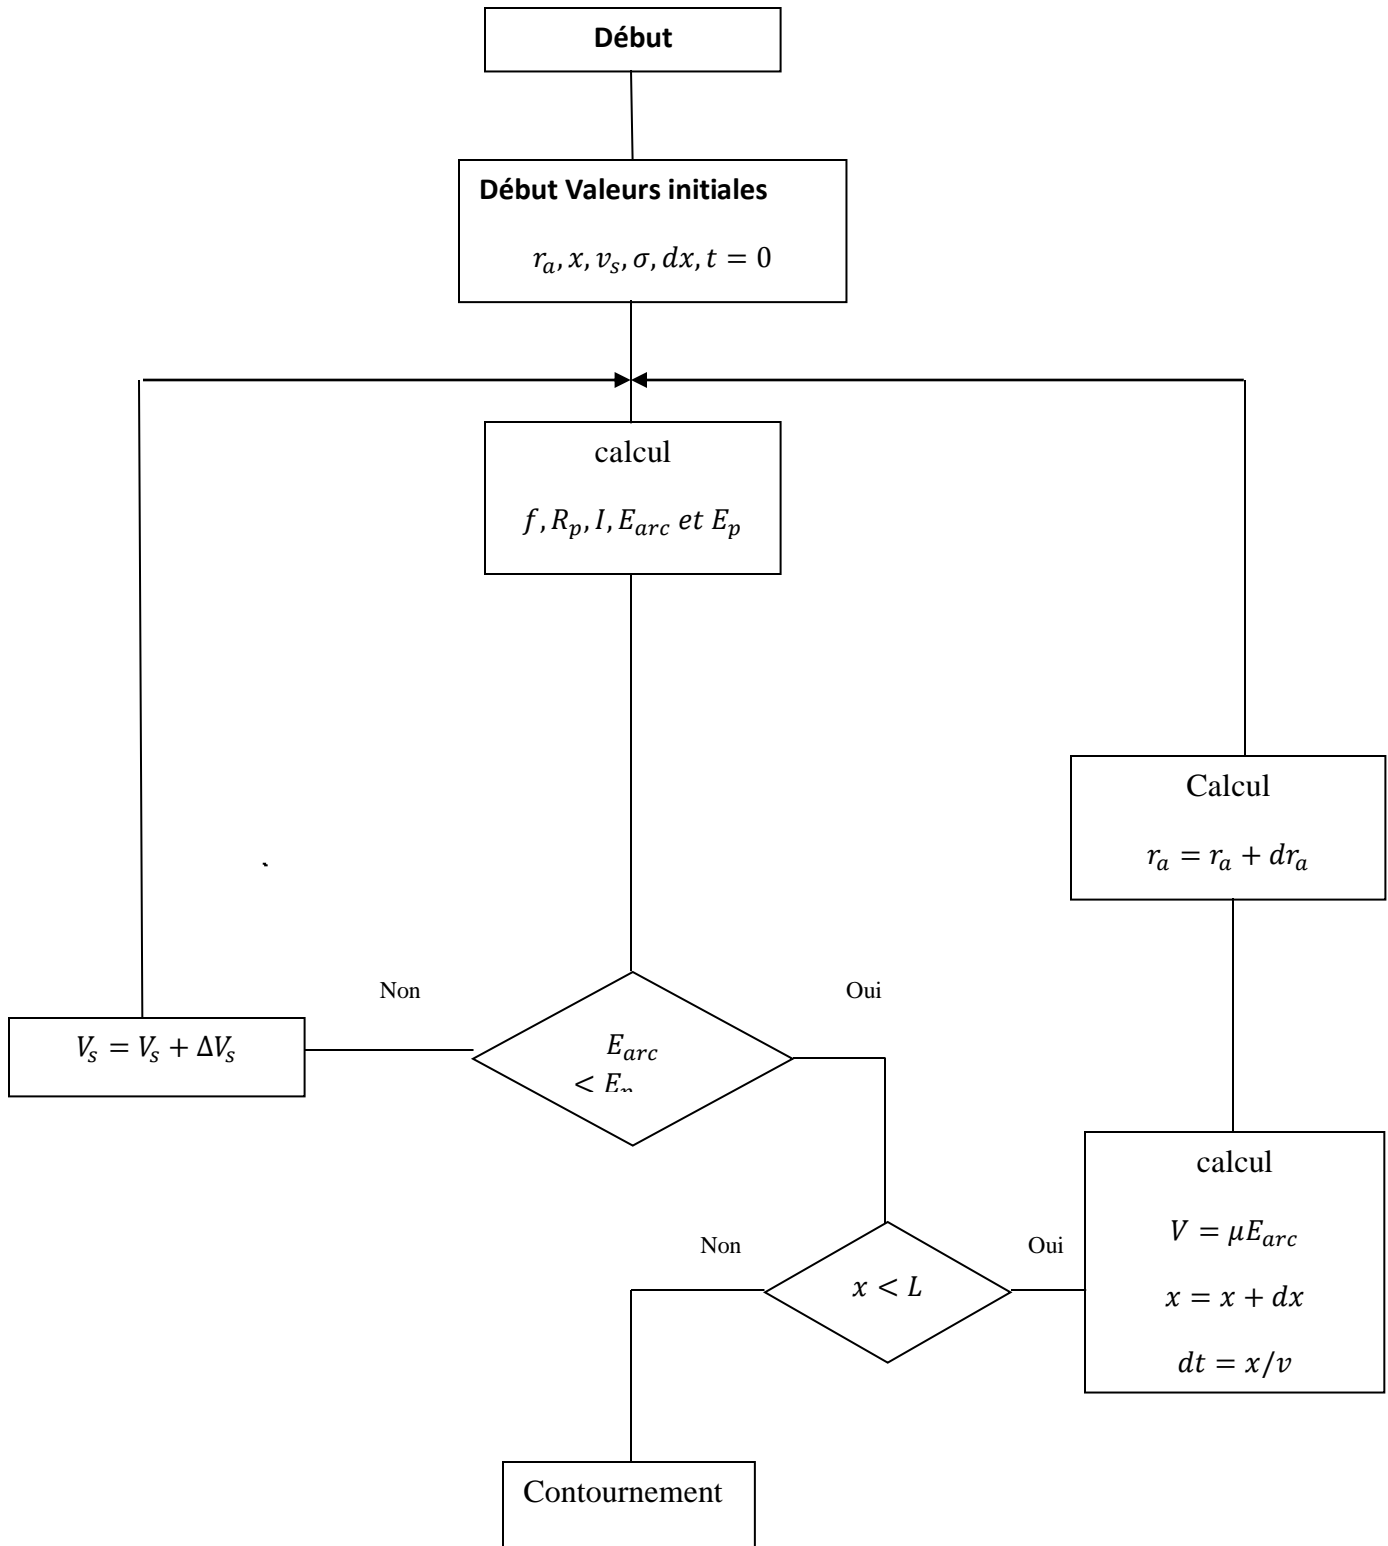 Début
Début Valeurs initiales
r_a, x, v_s, σ, dx, t = 0
calcul
f, R_p, I, E_arc et E_p
Calcul
r_a = r_a + dr_a
Non
Oui
V_s = V_s + ΔV_s
E_arc
< E
calcul
V = μE_arc
x = x + dx
dt = x/v
Non
Oui
x < L
Contournement